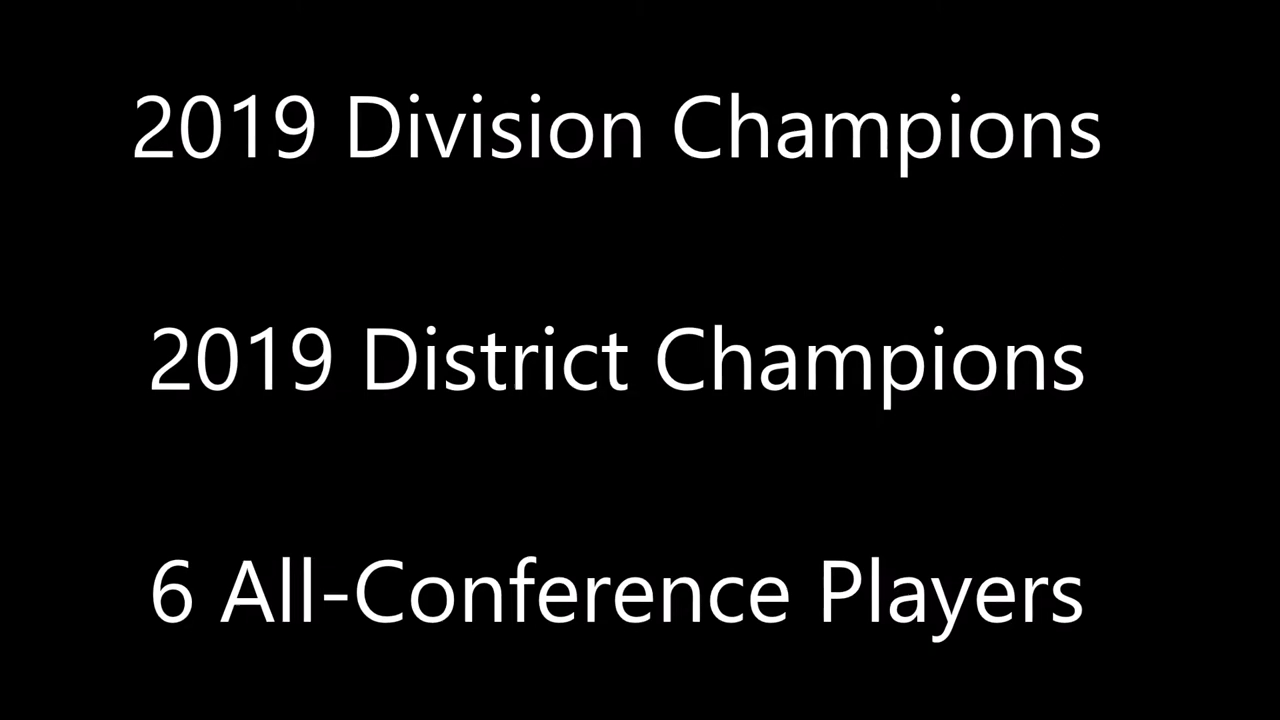 2019 Division Champions
2019 District Champions
6 All-Conference Players